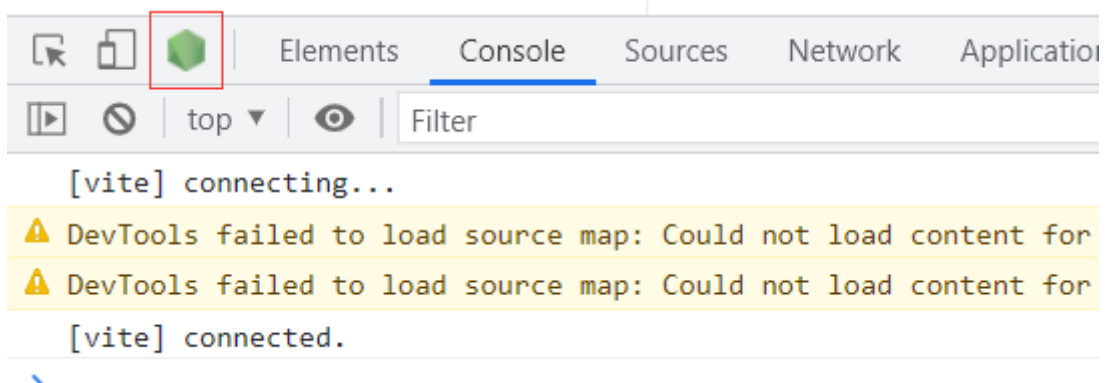 Elements Console Sources Network Application
top Filter
[vite] connecting...
DevTools failed to load source map: Could not load content for
DevTools failed to load source map: Could not load content for
[vite] connected.